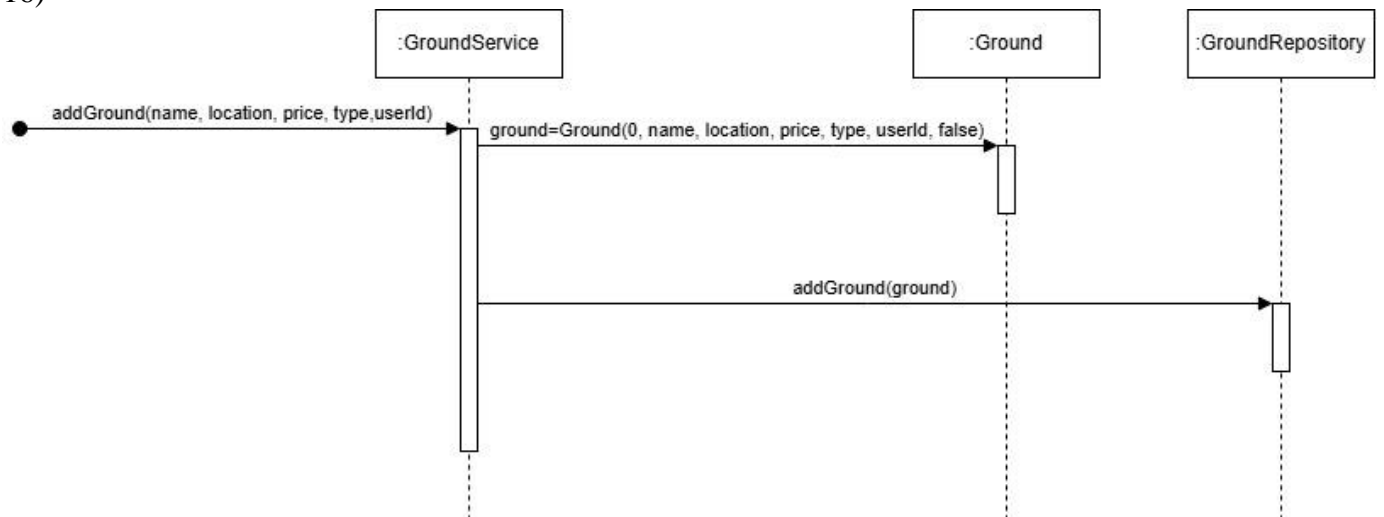 :GroundService
:Ground
:GroundRepository
addGround(name, location, price, type,userId)
ground=Ground(0, name, location, price, type, userId, false)
addGround(ground)